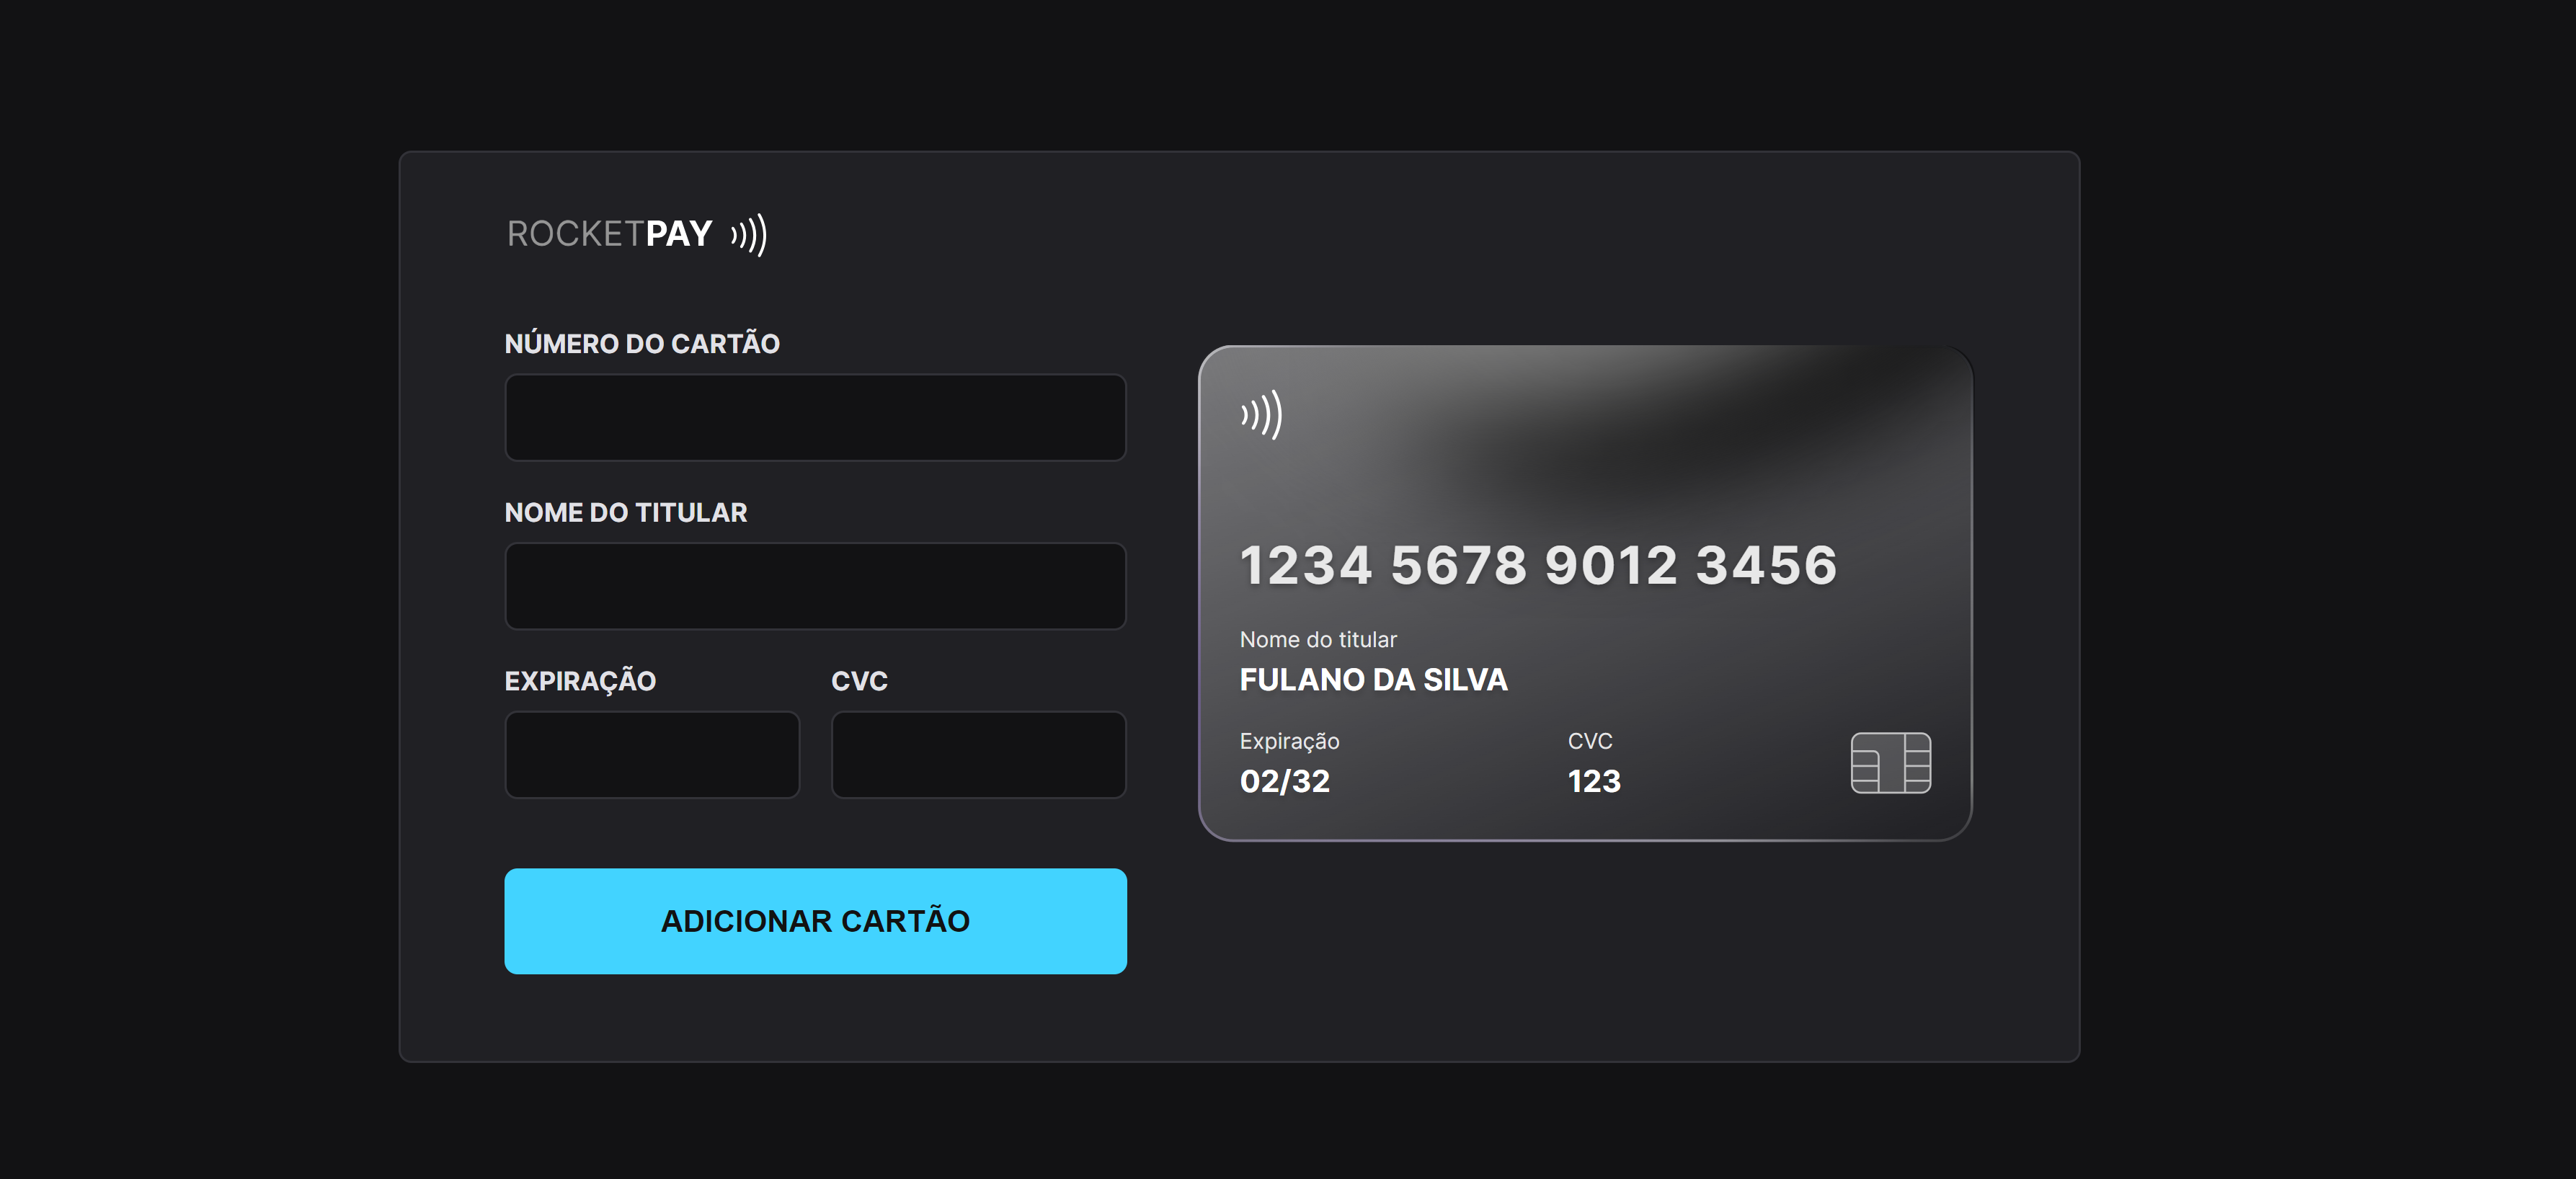 ROCKETPAY
NÚMERO DO CARTÃO
NOME DO TITULAR
EXPIRAÇÃO CVC
ADICIONAR CARTÃO
1234 5678 9012 3456
Nome do titular
FULANO DA SILVA
Expiração CVC
02/32 123